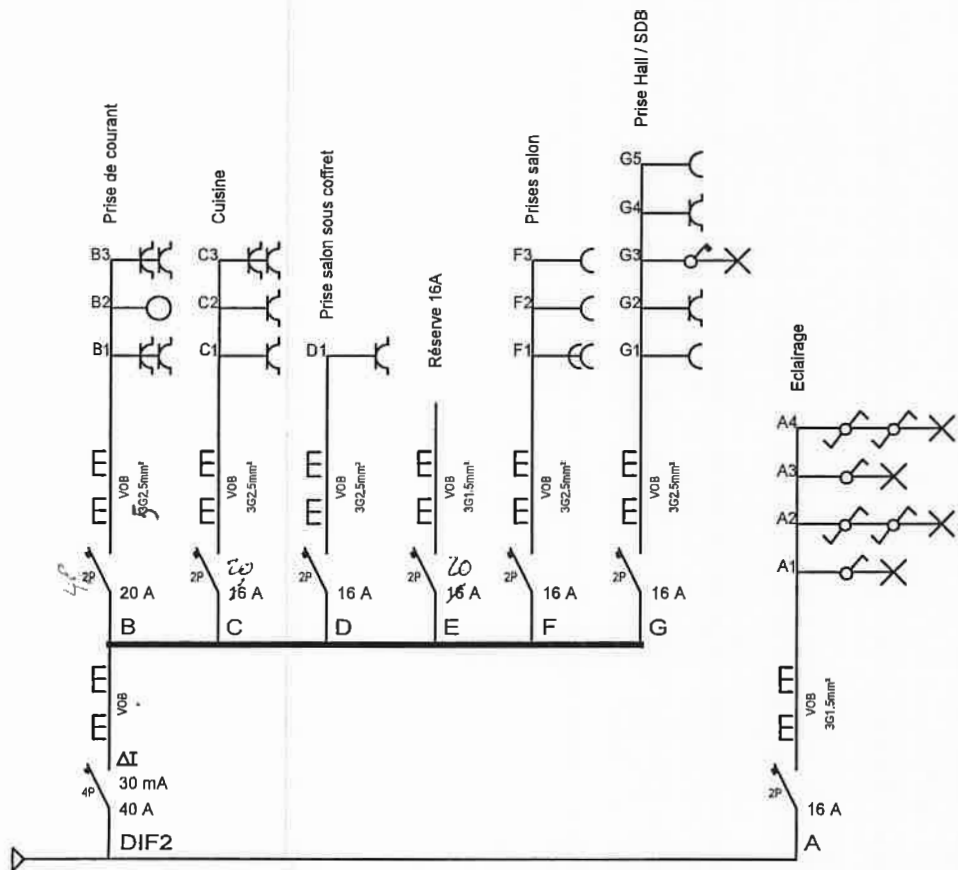 Prise de courant
Cuisine
Prise salon sous coffret
Réserve 16A
Prises salon
Prise Hall / SDB
Eclairage
B3
B2
B1
C3
C2
C1
D1
F3
F2
F1
G5
G4
G3
G2
G1
A4
A3
A2
A1
VOB
5
3G2.5mm²
VOB
3G2.5mm²
VOB
3G2.5mm²
VOB
3G1.5mm²
VOB
3G2.5mm²
VOB
3G2.5mm²
4P
2P
20 A
B
2P
20
16 A
C
2P
16 A
D
2P
20
16 A
E
2P
16 A
F
2P
16 A
G
VOB
VOB
3G1.5mm²
ΔI
30 mA
4P
40 A
DIF2
2P
16 A
A